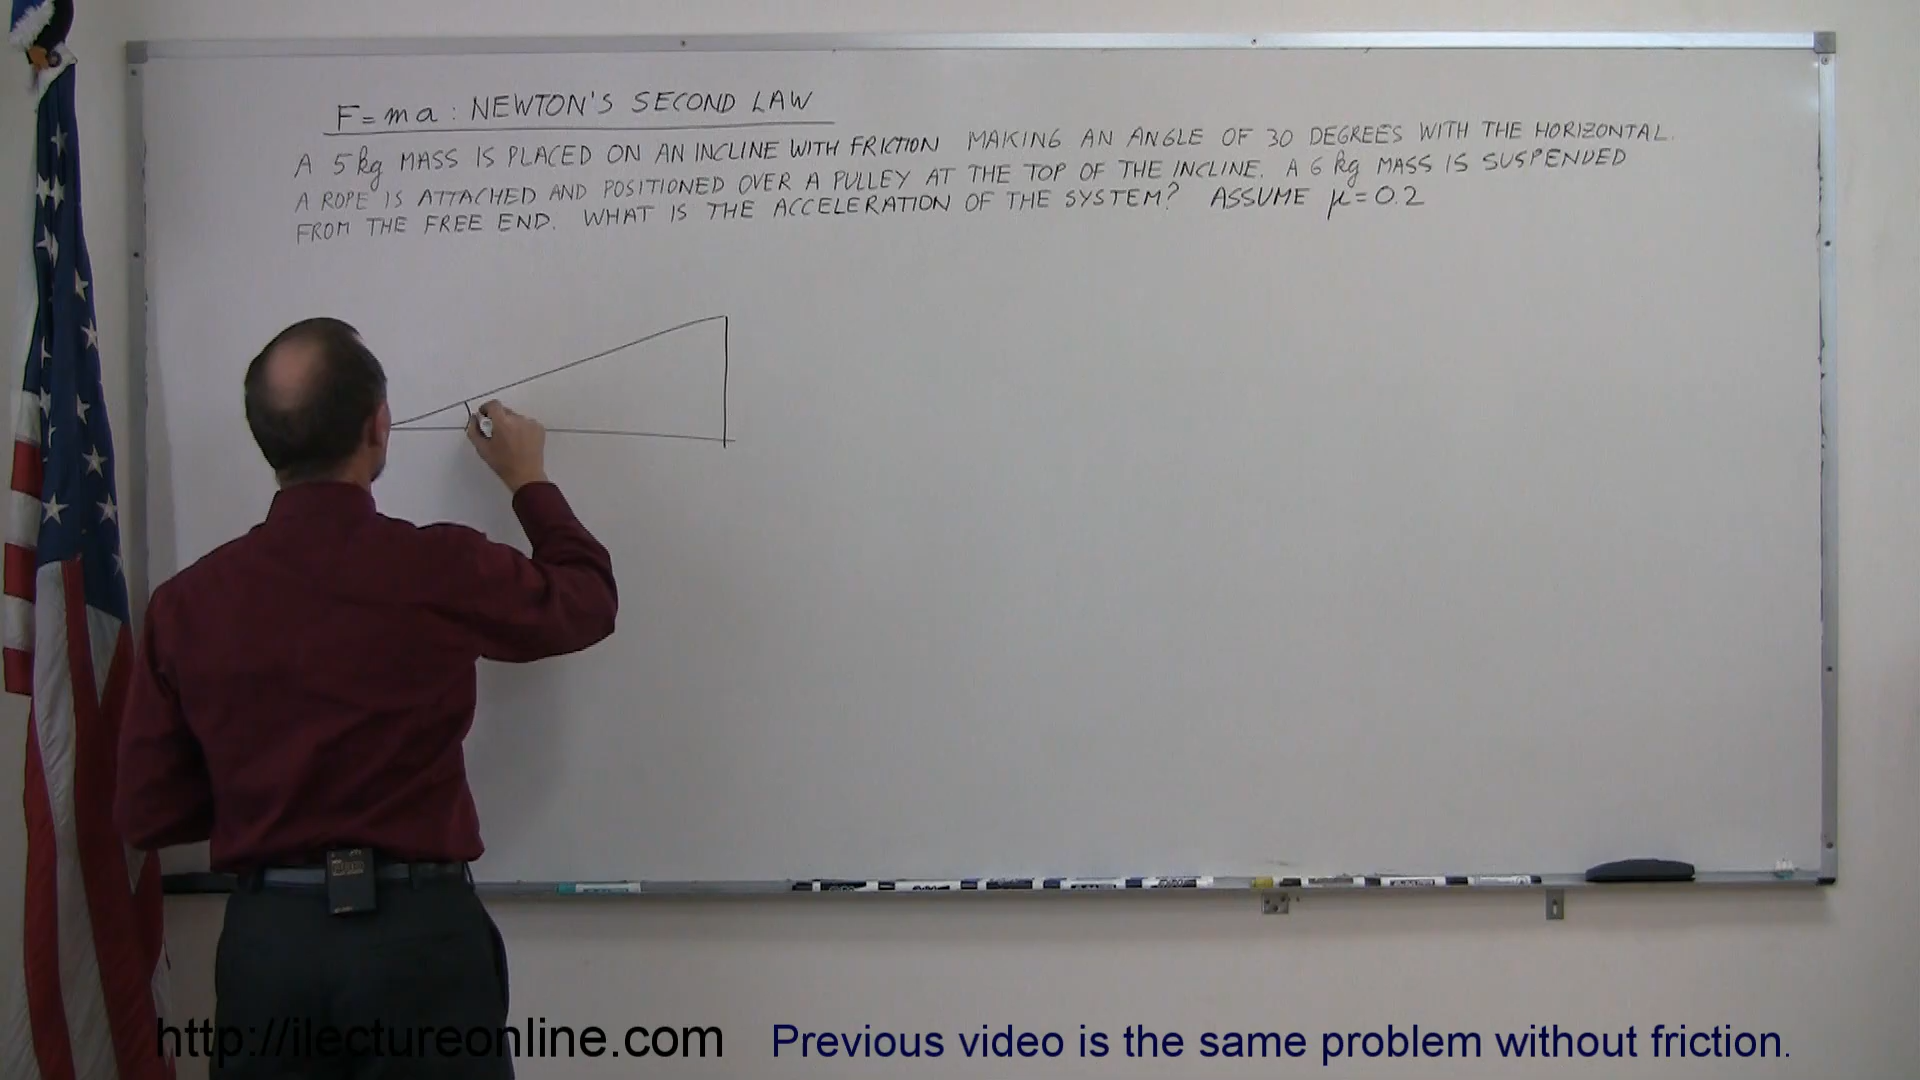 F=ma: NEWTON'S SECOND LAW
A 5kg MASS IS PLACED ON AN INCLINE WITH FRICTION MAKING AN ANGLE OF 30 DEGREES WITH THE HORIZONTAL.
A ROPE IS ATTACHED AND POSITIONED OVER A PULLEY AT THE TOP OF THE INCLINE. A 6 kg MASS IS SUSPENDED
FROM THE FREE END. WHAT IS THE ACCELERATION OF THE SYSTEM? ASSUME μ=0.2
http://ilectureonline.com Previous video is the same problem without friction.